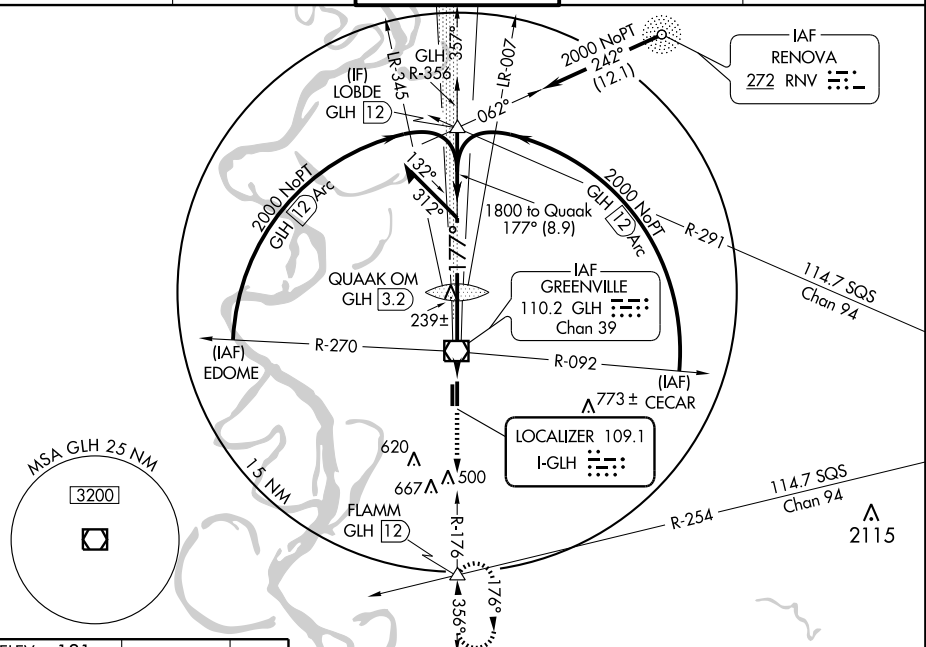 GLH
R-356
357°
LR-345
LR-007
(IF)
LOBDE
GLH 12
2000 NoPT
242°
(12.1)
062°
IAF
RENOVA
272 RNV
2000 NoPT
GLH 12 Arc
132°
312°
177°
1800 to Quaak
177° (8.9)
2000 NoPT
GLH 12 Arc
R-291
114.7 SQS
Chan 94
QUAAK OM
GLH 3.2
239±
IAF
GREENVILLE
110.2 GLH
Chan 39
R-270
(IAF)
EDOME
R-092
(IAF)
CECAR
773±
LOCALIZER 109.1
I-GLH
620
667
500
15 NM
FLAMM
GLH 12
R-176
R-254
114.7 SQS
Chan 94
2115
356°
176°
MSA GLH 25 NM
3200